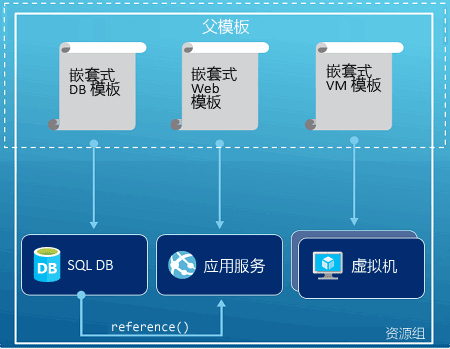 父模板
嵌套式
DB 模板
嵌套式
Web
模板
嵌套式
VM 模板
DB
SQL DB
应用服务
虚拟机
reference()
资源组